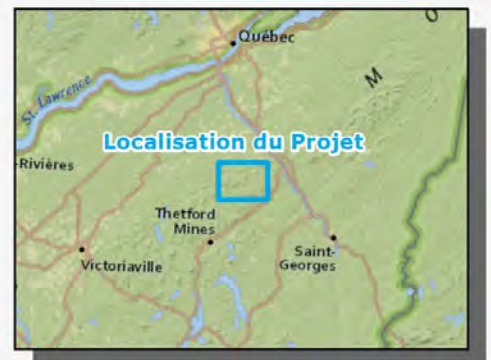 Québec
O
M
St. Lawrence
Localisation du Projet
-Rivières
Thetford
Mines
Victoriaville
Saint-
Georges